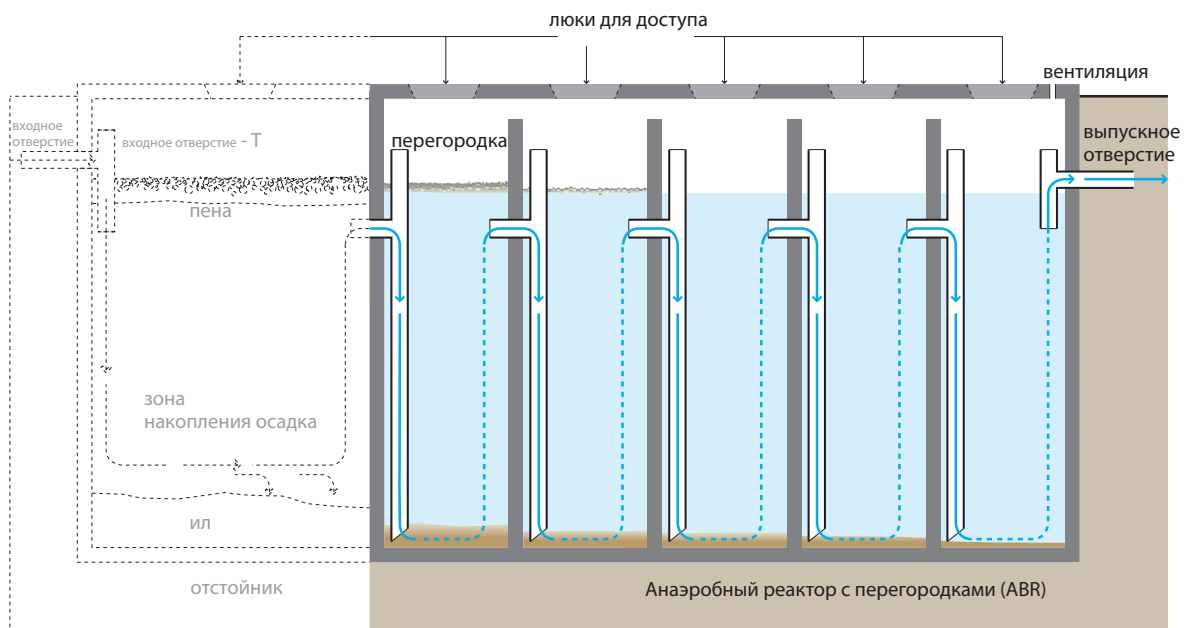 люки для доступа
вентиляция
входное
отверстие
входное отверстие - Т
перегородка
выпускное
отверстие
пена
зона
накопления осадка
ил
отстойник
Анаэробный реактор с перегородками (ABR)